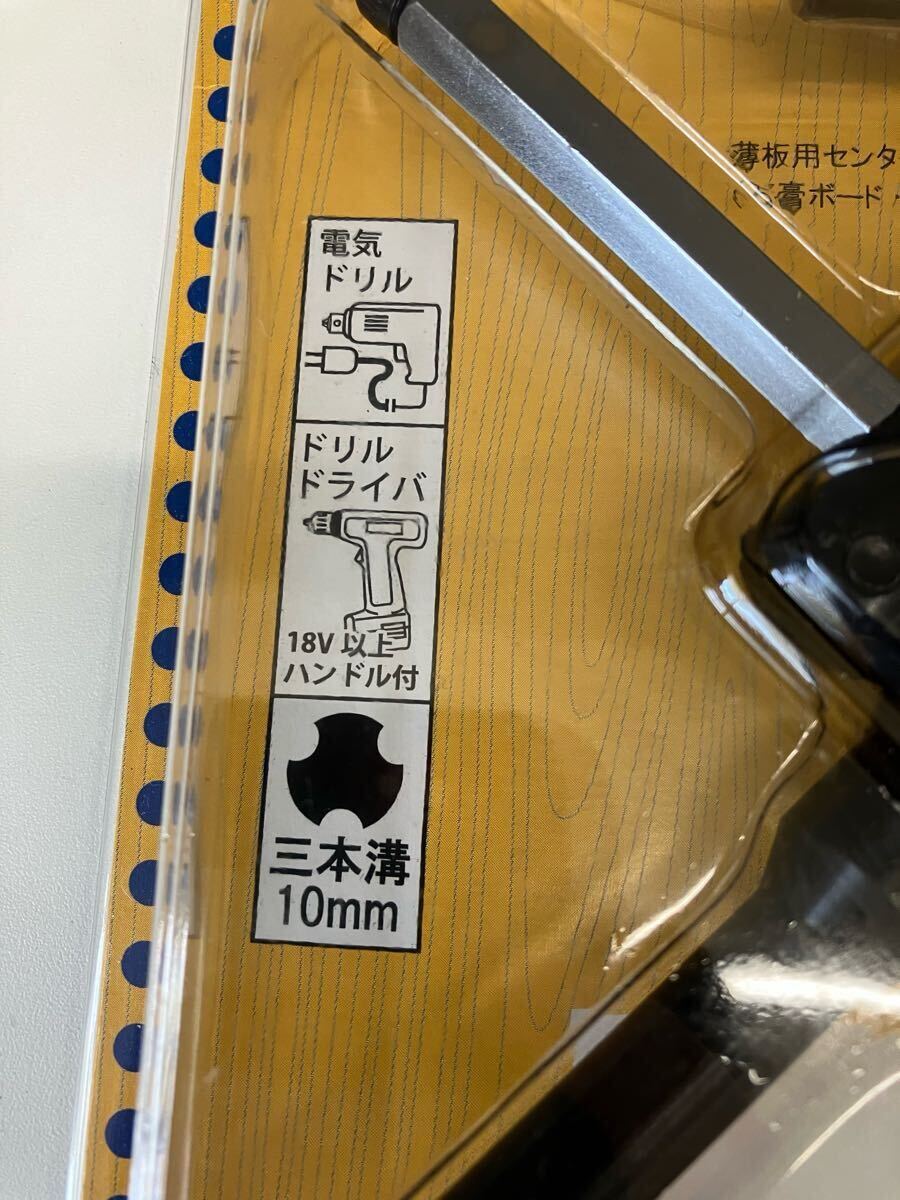 電気
ドリル
ドリル
ドライバ
18V 以上
ハンドル付
三本溝
10mm
薄板用センタ
膏ボード・